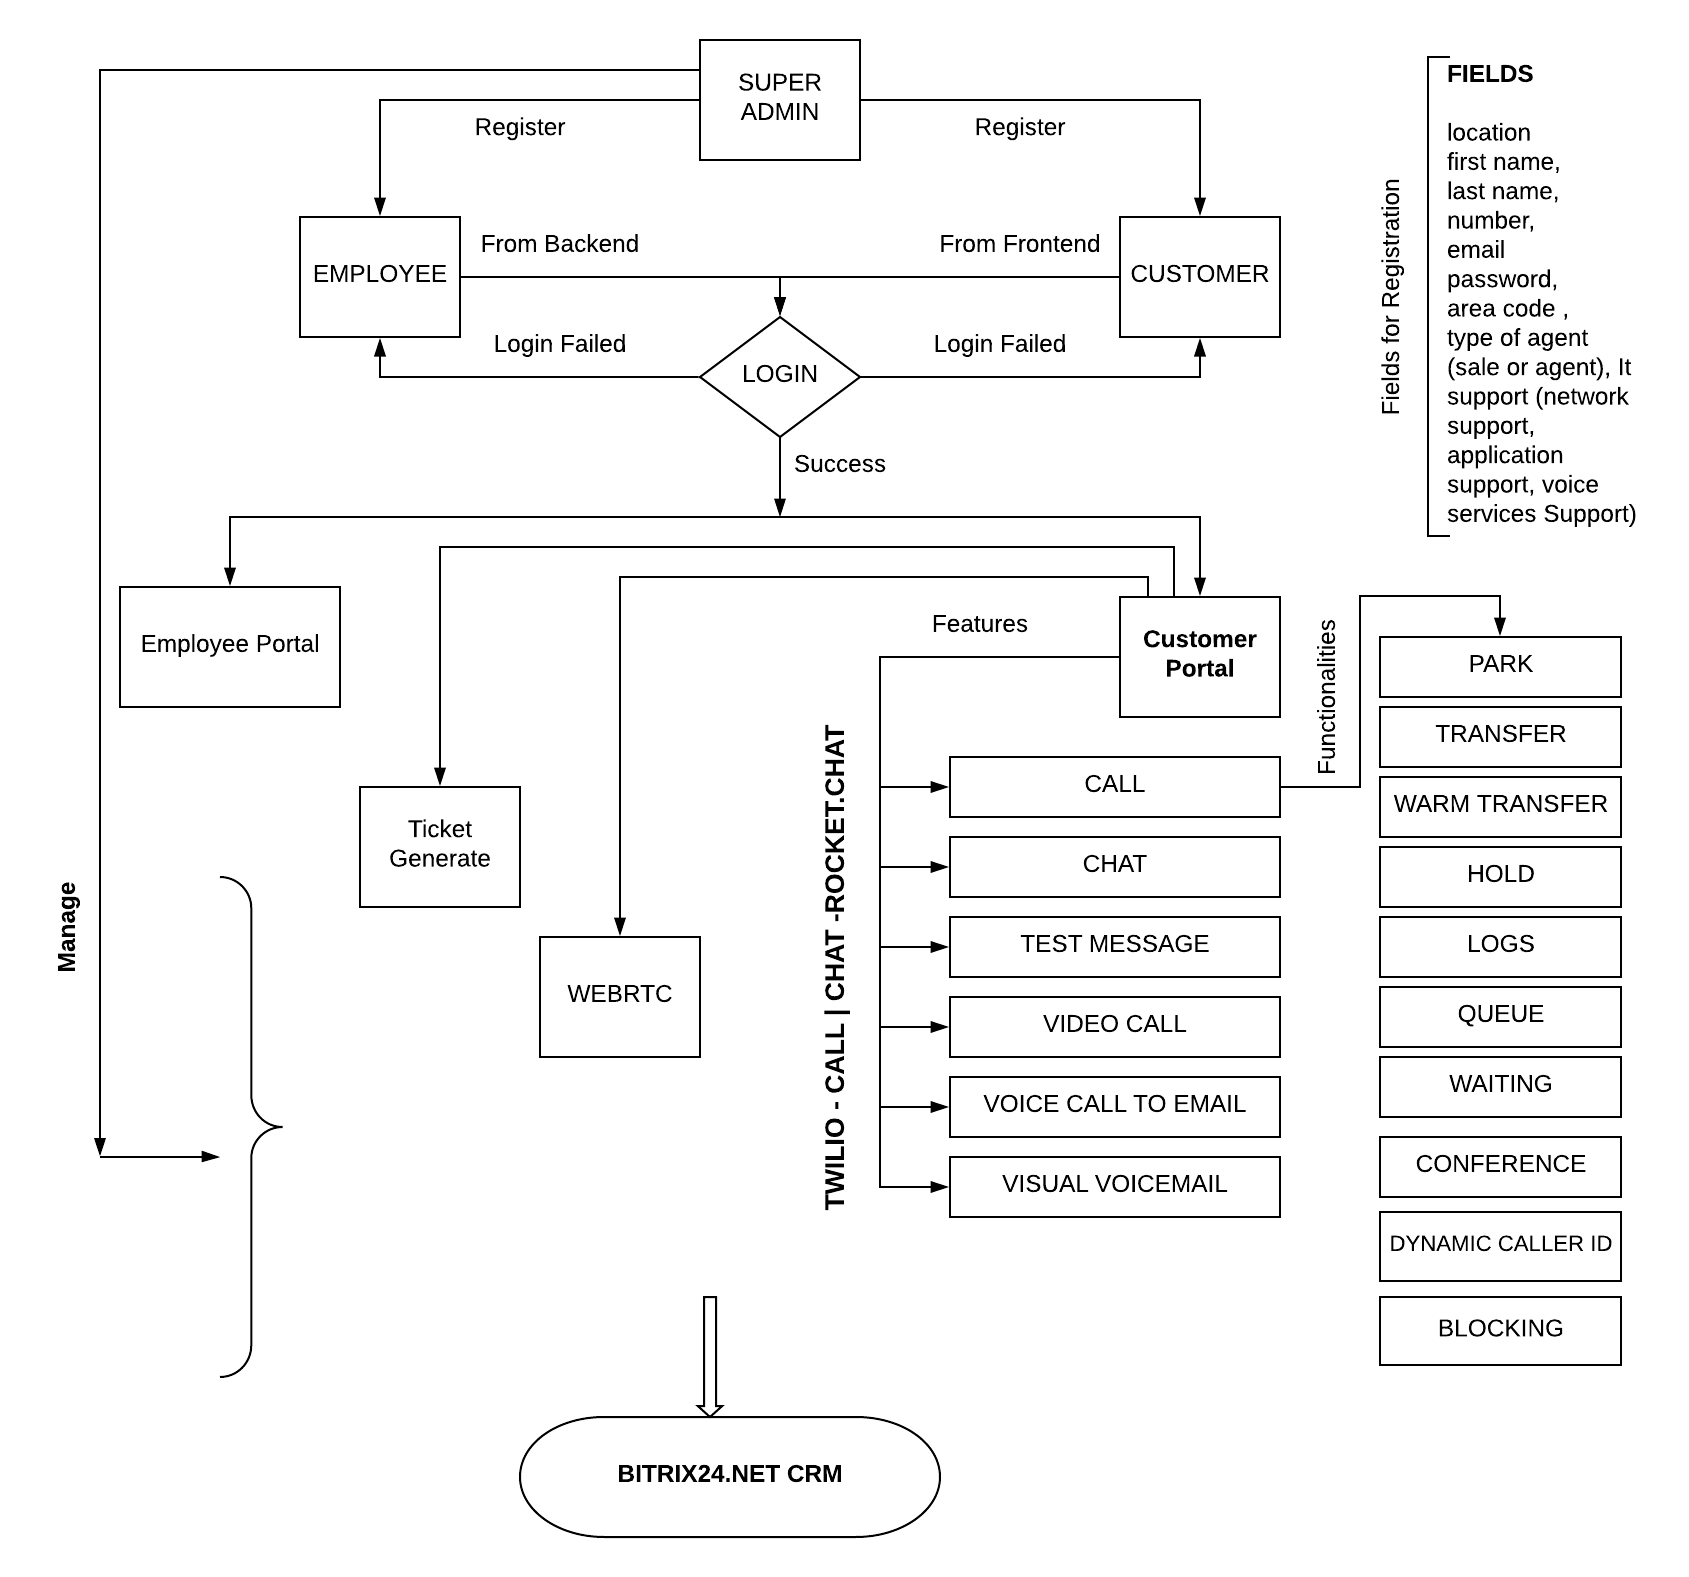 SUPER
ADMIN
Register
Register
EMPLOYEE
From Backend
From Frontend
CUSTOMER
Login Failed
LOGIN
Login Failed
Success
Fields for Registration
FIELDS
location
first name,
last name,
number,
email
password,
area code ,
type of agent
(sale or agent), It
support (network
support,
application
support, voice
services Support)
Employee Portal
Features
Customer
Portal
Functionalities
Ticket
Generate
WEBRTC
Manage
TWILIO - CALL | CHAT -ROCKET.CHAT
CALL
CHAT
TEST MESSAGE
VIDEO CALL
VOICE CALL TO EMAIL
VISUAL VOICEMAIL
PARK
TRANSFER
WARM TRANSFER
HOLD
LOGS
QUEUE
WAITING
CONFERENCE
DYNAMIC CALLER ID
BLOCKING
BITRIX24.NET CRM